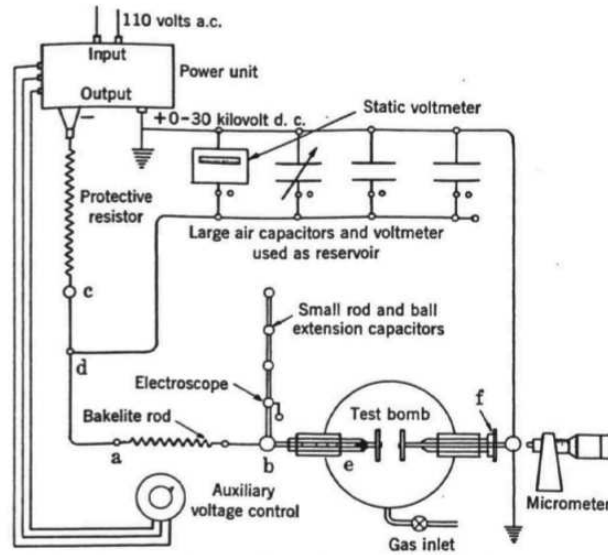 110 volts a.c.
Input
Power unit
Output
−
+0-30 kilovolt d. c.
Static voltmeter
Protective
resistor
Large air capacitors and voltmeter
used as reservoir
c
d
Small rod and ball
extension capacitors
Electroscope
Test bomb
f
Bakelite rod
a
b
e
Auxiliary
voltage control
Micrometer
Gas inlet